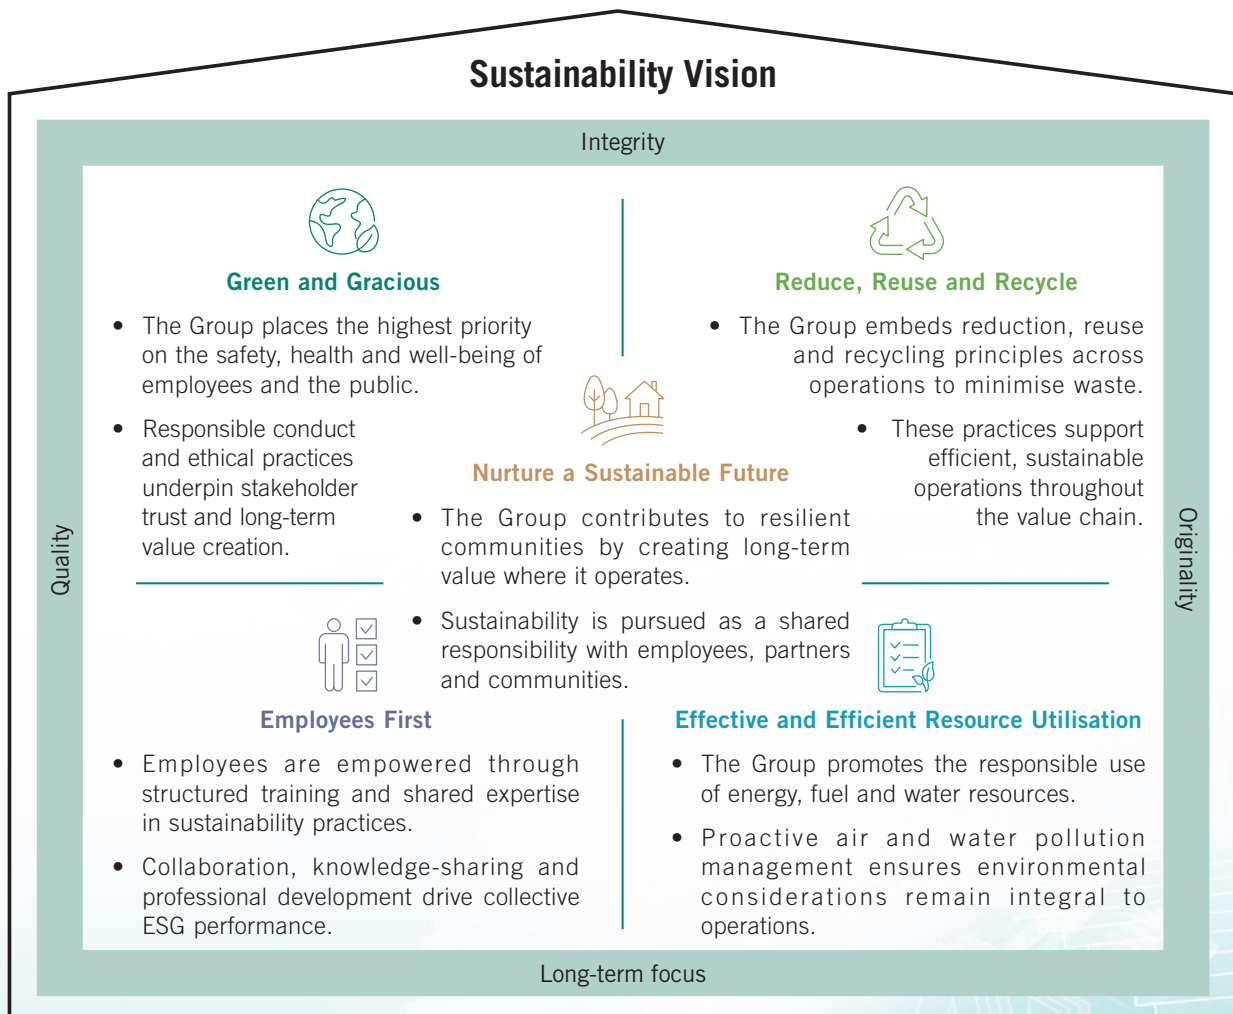 Sustainability Vision
Integrity
Quality
Originality
Green and Gracious
• The Group places the highest priority
on the safety, health and well-being of
employees and the public.
• Responsible conduct
and ethical practices
underpin stakeholder
trust and long-term
value creation.
Reduce, Reuse and Recycle
• The Group embeds reduction, reuse
and recycling principles across
operations to minimise waste.
• These practices support
efficient, sustainable
operations throughout
the value chain.
Nurture a Sustainable Future
• The Group contributes to resilient
communities by creating long-term
value where it operates.
• Sustainability is pursued as a shared
responsibility with employees, partners
and communities.
Employees First
• Employees are empowered through
structured training and shared expertise
in sustainability practices.
• Collaboration, knowledge-sharing and
professional development drive collective
ESG performance.
Effective and Efficient Resource Utilisation
• The Group promotes the responsible use
of energy, fuel and water resources.
• Proactive air and water pollution
management ensures environmental
considerations remain integral to
operations.
Long-term focus